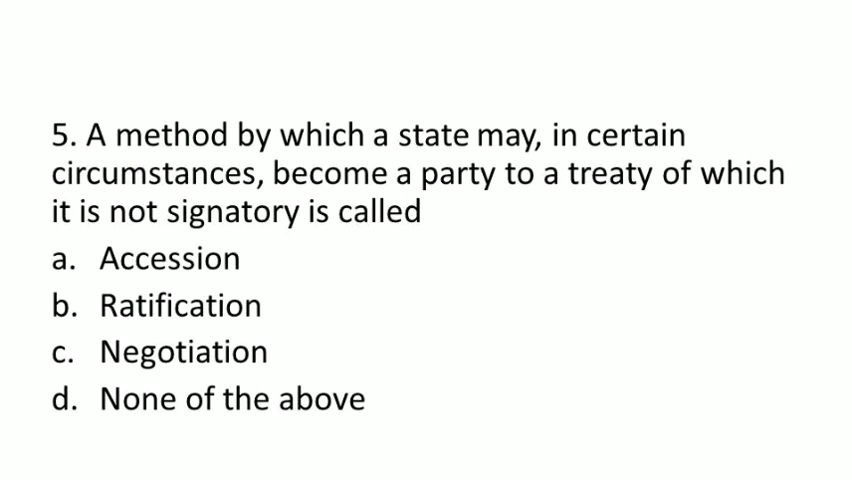 5. A method by which a state may, in certain
circumstances, become a party to a treaty of which
it is not signatory is called
a. Accession
b. Ratification
c. Negotiation
d. None of the above